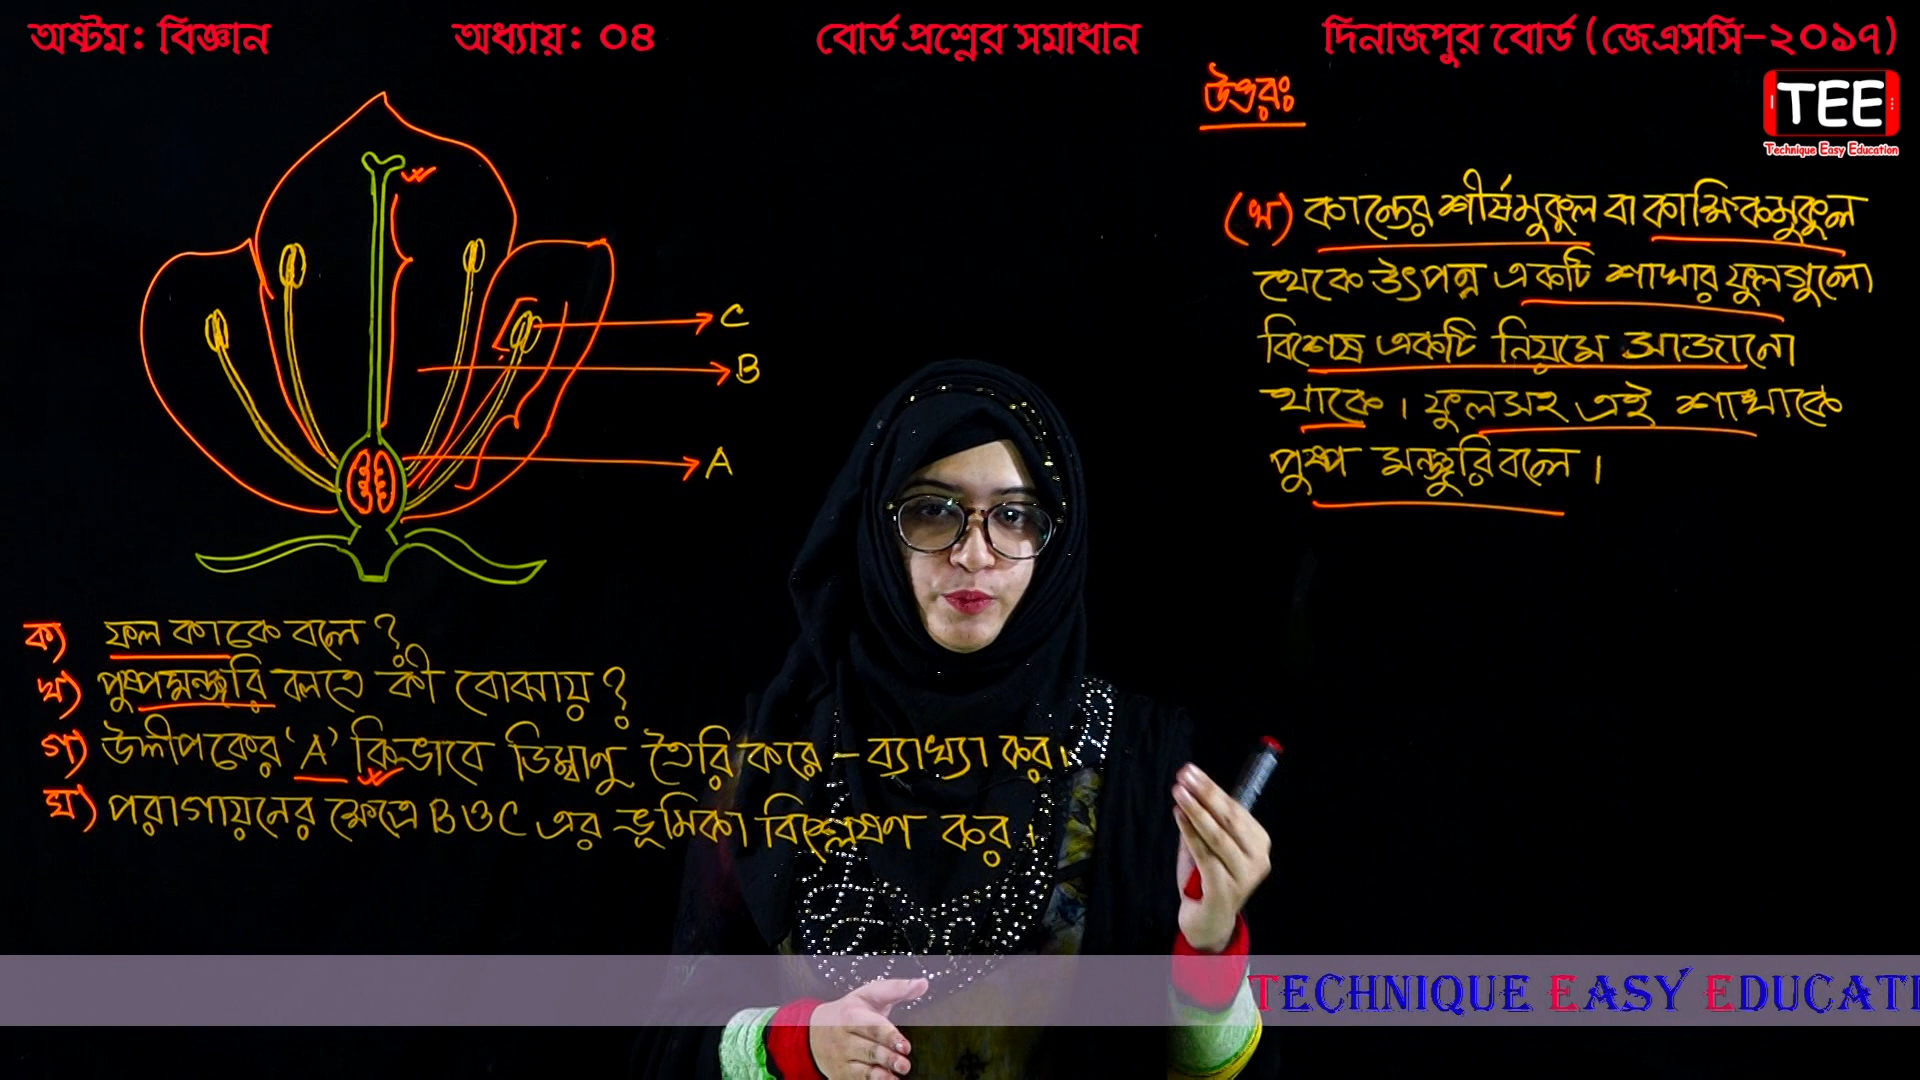 অষ্টম: বিজ্ঞান
অধ্যায়: ০৪
বোর্ড প্রশ্নের সমাধান
দিনাজপুর বোর্ড (জেএসসি-২০১৭)
TEE
Technique Easy Education
উত্তরঃ
(খ) কান্ডের শীর্ষমুকুল বা কাক্ষিকমুকুল
থেকে উৎপন্ন একটি শাখার ফুলগুলো
বিশেষ একটি নিয়মে সাজানো
থাকে। ফুলসহ এই শাখাকে
পুষ্প মঞ্জুরি বলে।
C
B
A
ক) ফল কাকে বলে?
খ) পুষ্পমঞ্জরি বলতে কী বোঝায়?
গ) উদ্দীপকের 'A' কিভাবে ডিম্বাণু তৈরি করে - ব্যাখ্যা কর।
ঘ) পরাগায়নের ক্ষেত্রে B ও C এর ভূমিকা বিশ্লেষণ কর।
TECHNIQUE EASY EDUCATI